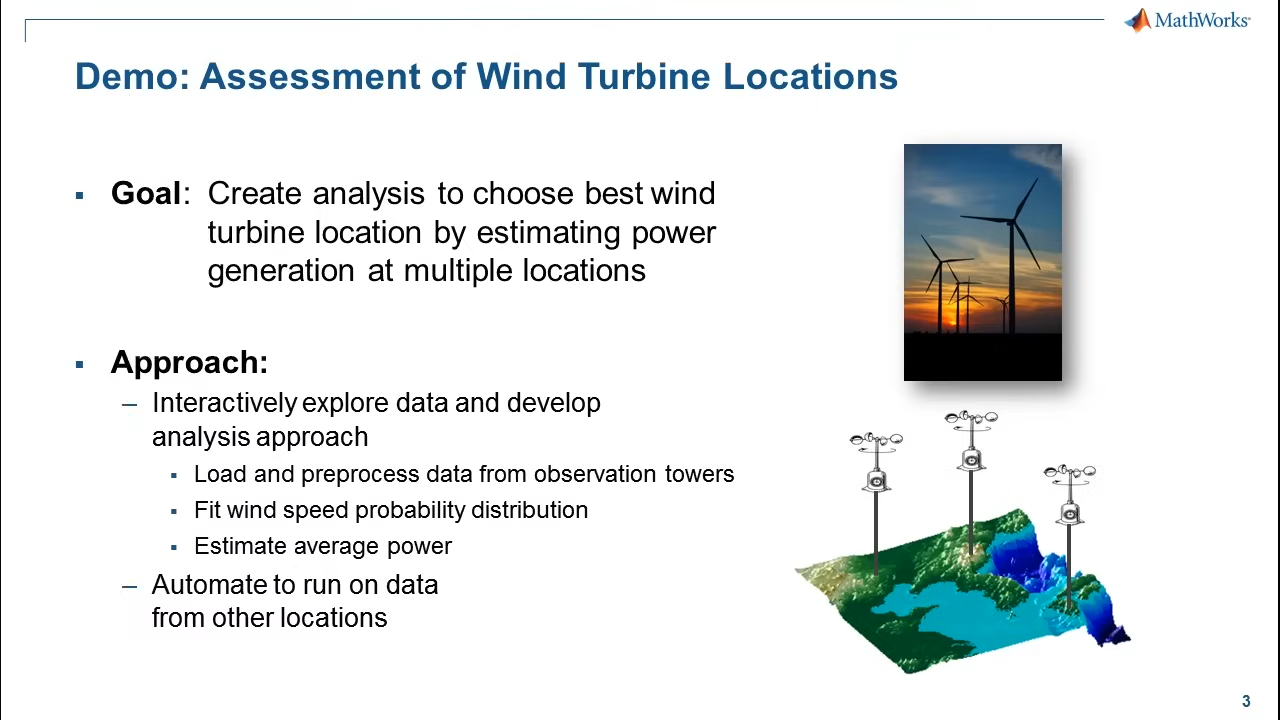 MathWorks®
Demo: Assessment of Wind Turbine Locations
▪ Goal: Create analysis to choose best wind
turbine location by estimating power
generation at multiple locations
▪ Approach:
– Interactively explore data and develop
analysis approach
▪ Load and preprocess data from observation towers
▪ Fit wind speed probability distribution
▪ Estimate average power
– Automate to run on data
from other locations
3